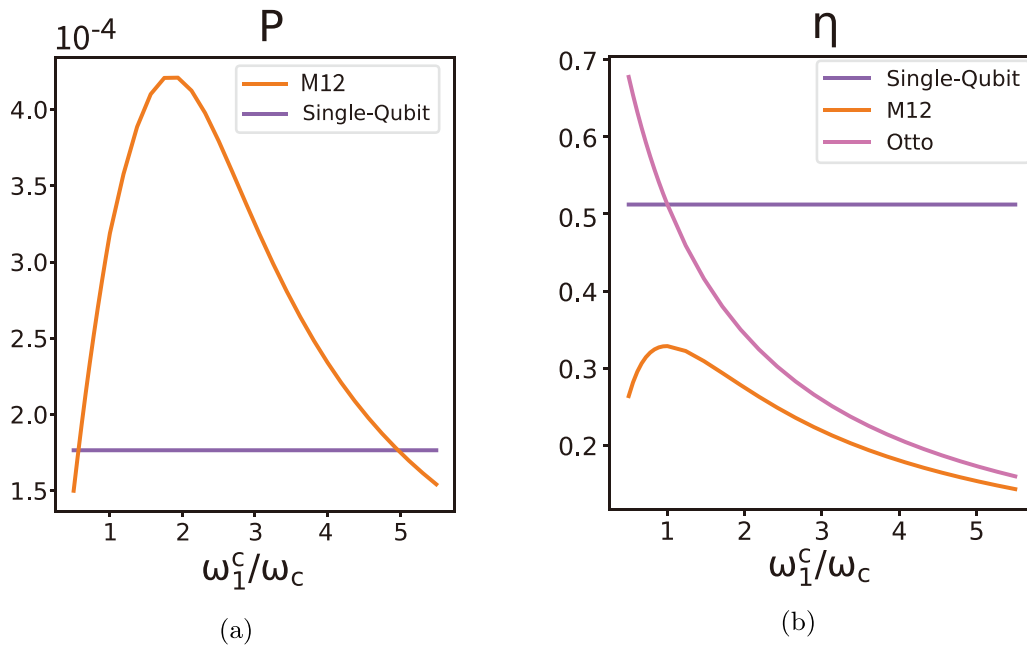 P
10⁻⁴
4.0
3.5
3.0
2.5
2.0
1.5
1 2 3 4 5
M12
Single-Qubit
ω₁ᶜ/ω_c
(a)
η
0.7
0.6
0.5
0.4
0.3
0.2
1 2 3 4 5
Single-Qubit
M12
Otto
ω₁ᶜ/ω_c
(b)